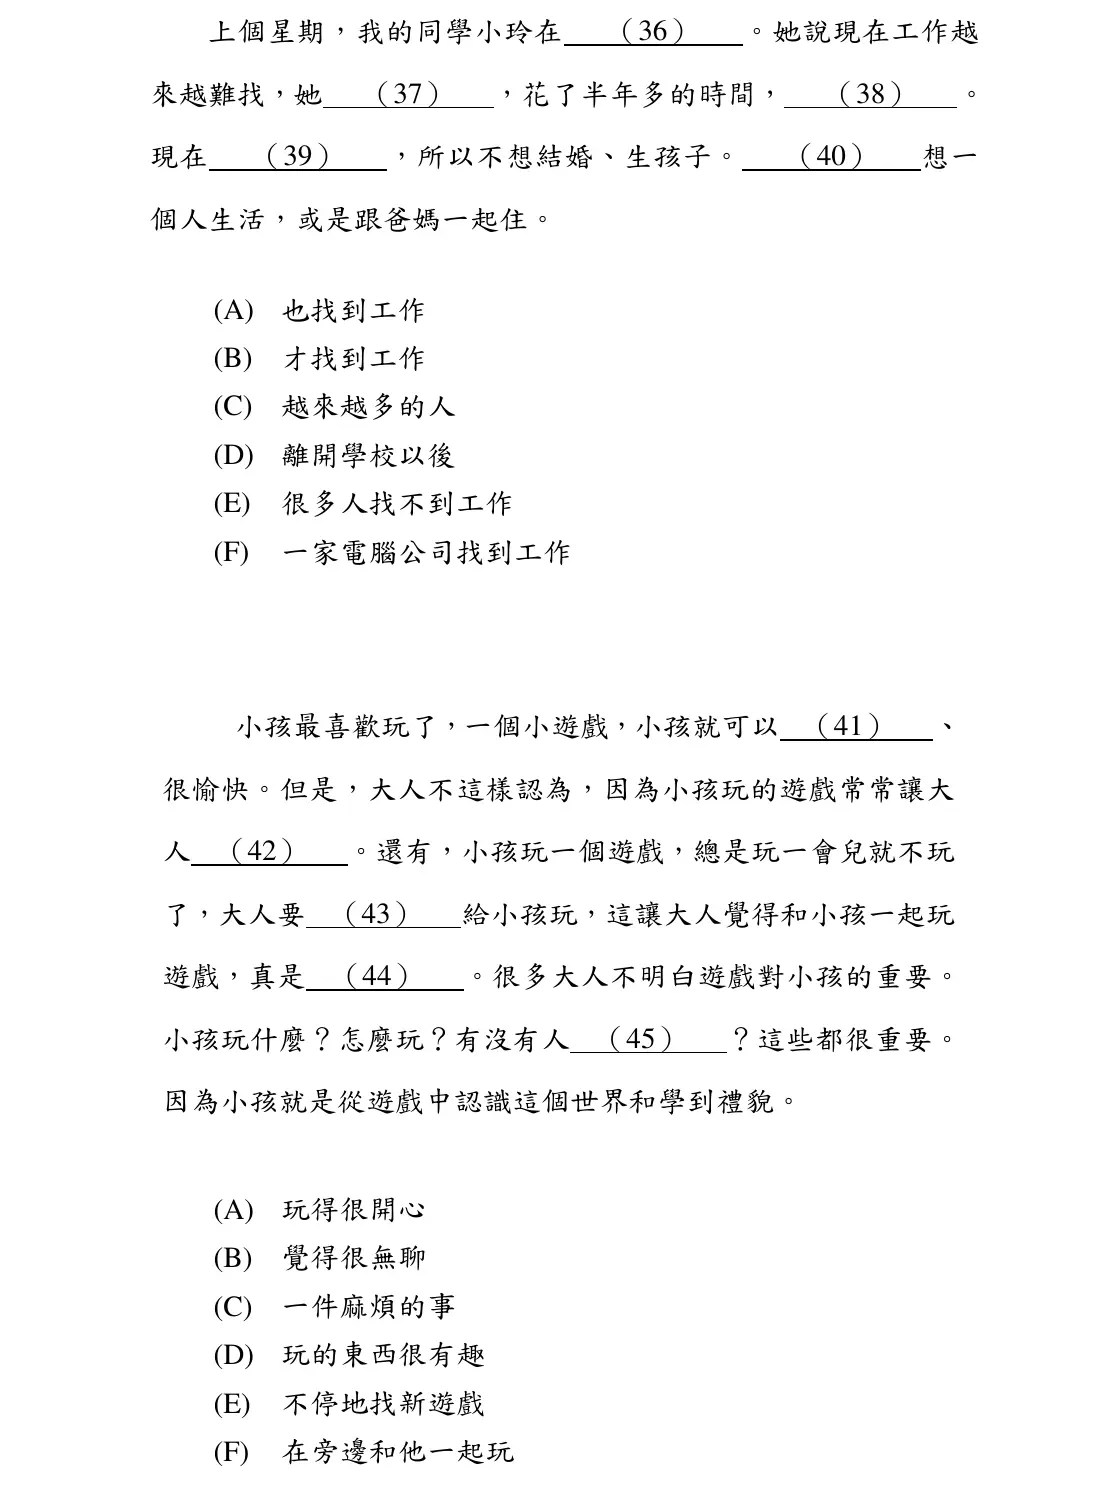 上個星期，我的同學小玲在（36）。她說現在工作越
來越難找，她（37），花了半年多的時間，（38）。
現在（39），所以不想結婚、生孩子。（40）想一
個人生活，或是跟爸媽一起住。
(A) 也找到工作
(B) 才找到工作
(C) 越來越多的人
(D) 離開學校以後
(E) 很多人找不到工作
(F) 一家電腦公司找到工作
小孩最喜歡玩了，一個小遊戲，小孩就可以（41）、
很愉快。但是，大人不這樣認為，因為小孩玩的遊戲常常讓大
人（42）。還有，小孩玩一個遊戲，總是玩一會兒就不玩
了，大人要（43）給小孩玩，這讓大人覺得和小孩一起玩
遊戲，真是（44）。很多大人不明白遊戲對小孩的重要。
小孩玩什麼？怎麼玩？有沒有人（45）？這些都很重要。
因為小孩就是從遊戲中認識這個世界和學到禮貌。
(A) 玩得很開心
(B) 覺得很無聊
(C) 一件麻煩的事
(D) 玩的東西很有趣
(E) 不停地找新遊戲
(F) 在旁邊和他一起玩